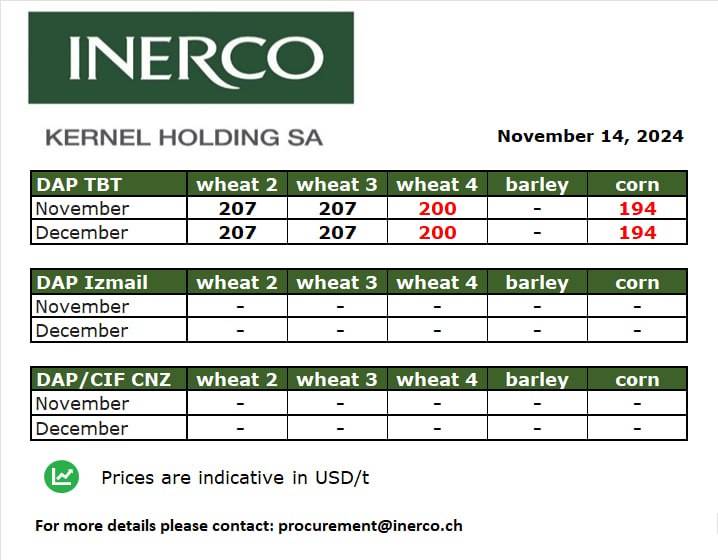 INERCO
KERNEL HOLDING SA
November 14, 2024
DAP TBT wheat 2 wheat 3 wheat 4 barley corn
November 207 207 200 - 194
December 207 207 200 - 194
DAP Izmail wheat 2 wheat 3 wheat 4 barley corn
November - - - - -
December - - - - -
DAP/CIF CNZ wheat 2 wheat 3 wheat 4 barley corn
November - - - - -
December - - - - -
Prices are indicative in USD/t
For more details please contact: procurement@inerco.ch